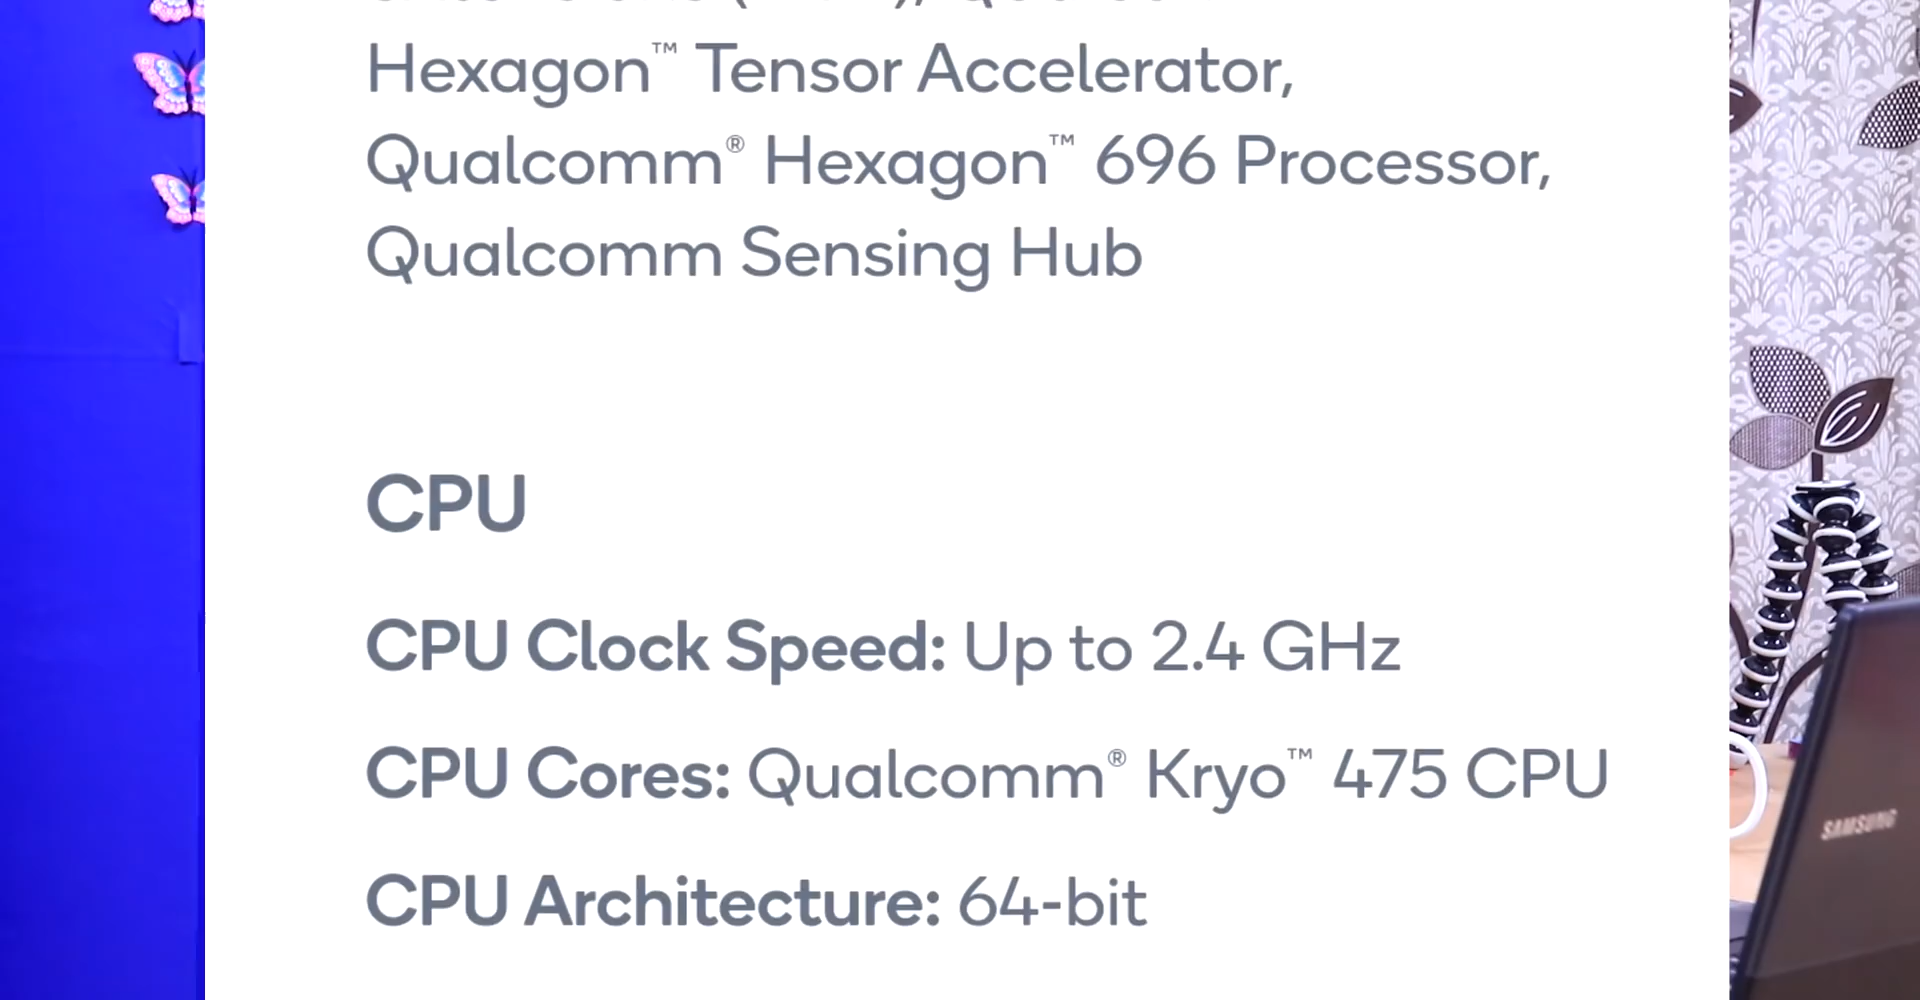 Hexagon™ Tensor Accelerator,
Qualcomm® Hexagon™ 696 Processor,
Qualcomm Sensing Hub
CPU
CPU Clock Speed: Up to 2.4 GHz
CPU Cores: Qualcomm® Kryo™ 475 CPU
CPU Architecture: 64-bit
SAMSUNG